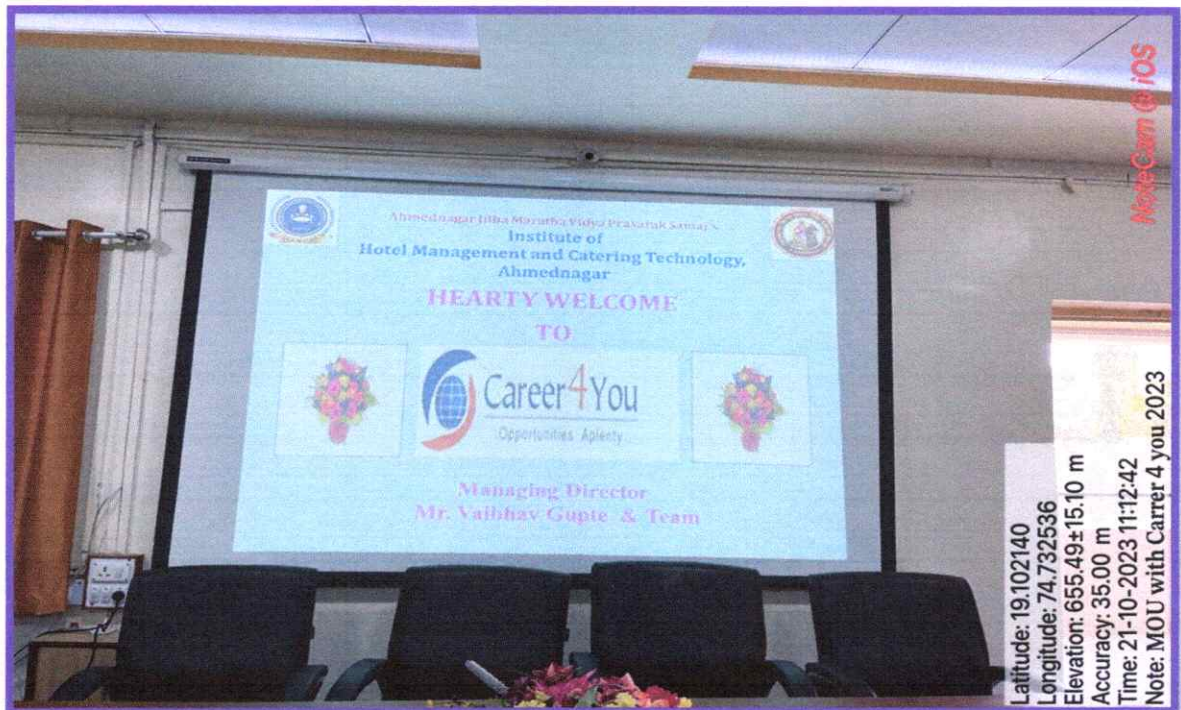 Ahmednagar Jilha Maratha Vidya Prasarak Samaj's
Institute of
Hotel Management and Catering Technology,
Ahmednagar
HEARTY WELCOME
TO
Career4You
Opportunities Aplenty
Managing Director
Mr. Vaibhav Gupte & Team
NoteCam @ iOS
Latitude: 19.102140
Longitude: 74.732536
Elevation: 655.49±15.10 m
Accuracy: 35.00 m
Time: 21-10-2023 11:12:42
Note: MOU with Carrer 4 you 2023